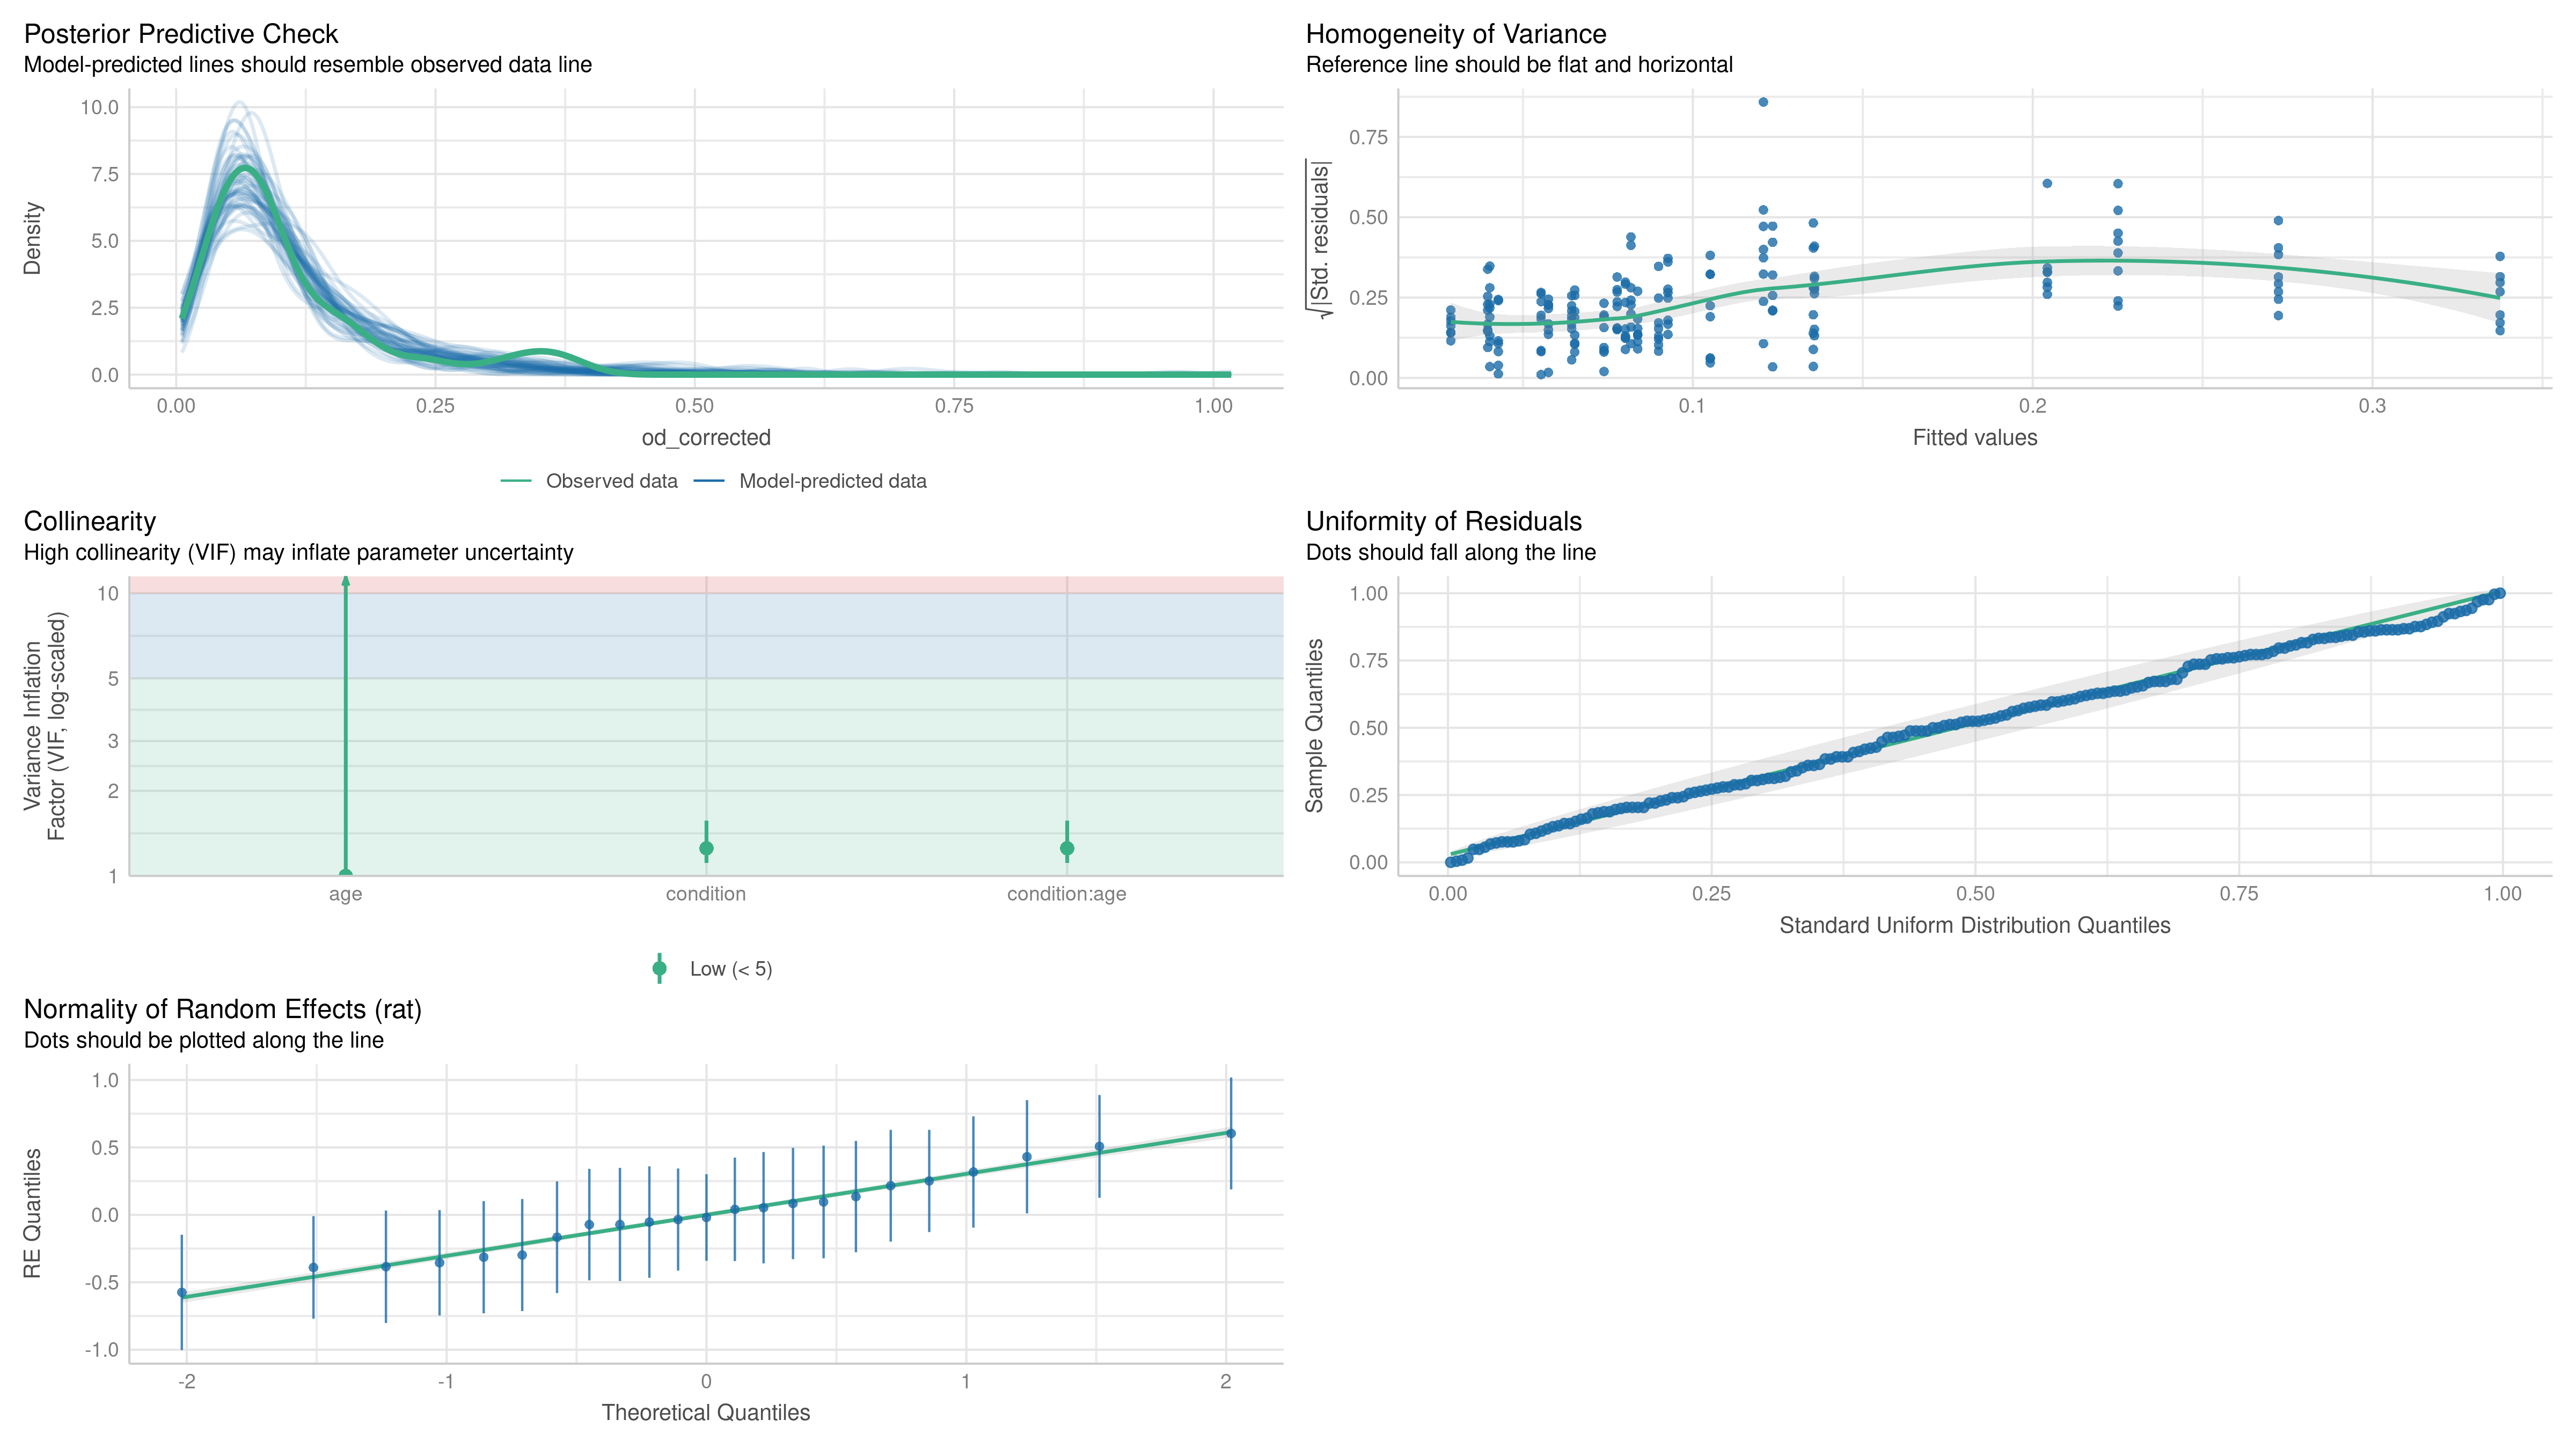 Posterior Predictive Check
Model-predicted lines should resemble observed data line
Density
10.0
7.5
5.0
2.5
0.0
0.00 0.25 0.50 0.75 1.00
od_corrected
Observed data Model-predicted data
Homogeneity of Variance
Reference line should be flat and horizontal
√|Std. residuals|
0.75
0.50
0.25
0.00
0.1 0.2 0.3
Fitted values
Collinearity
High collinearity (VIF) may inflate parameter uncertainty
Variance Inflation
Factor (VIF, log-scaled)
10
5
3
2
1
age condition condition:age
Low (< 5)
Uniformity of Residuals
Dots should fall along the line
Sample Quantiles
1.00
0.75
0.50
0.25
0.00
0.00 0.25 0.50 0.75 1.00
Standard Uniform Distribution Quantiles
Normality of Random Effects (rat)
Dots should be plotted along the line
RE Quantiles
1.0
0.5
0.0
-0.5
-1.0
-2 -1 0 1 2
Theoretical Quantiles